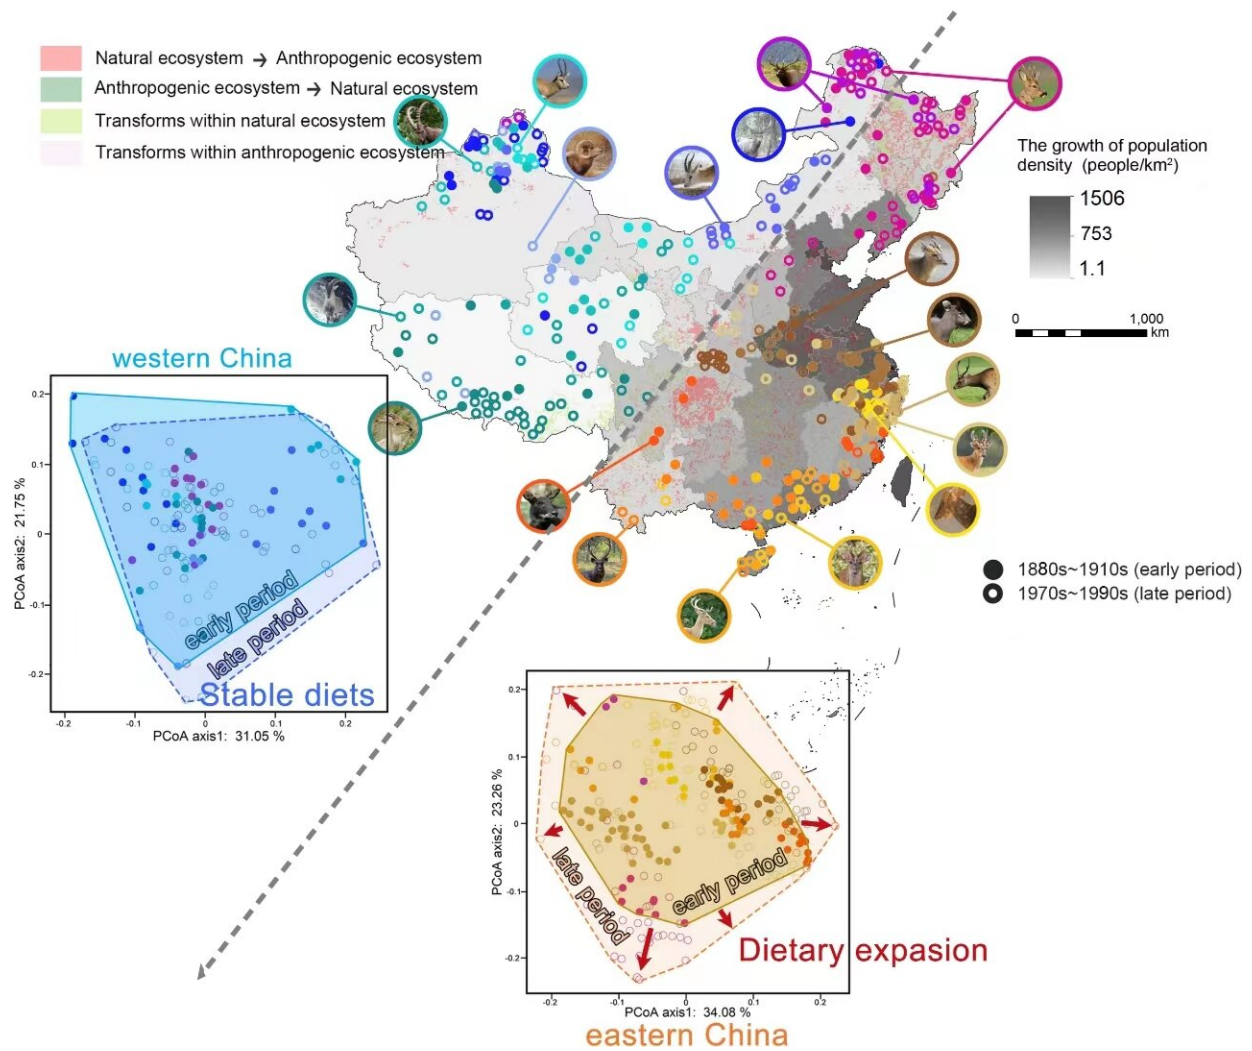 Natural ecosystem → Anthropogenic ecosystem
Anthropogenic ecosystem → Natural ecosystem
Transforms within natural ecosystem
Transforms within anthropogenic ecosystem
The growth of population
density (people/km²)
1506
753
1.1
0 1,000
km
1880s~1910s (early period)
1970s~1990s (late period)
western China
0.2
0.1
0
-0.1
-0.2
PCoA axis2: 21.75 %
early period
late period
Stable diets
-0.2 -0.1 0 0.1 0.2
PCoA axis1: 31.05 %
0.2
0.1
0
-0.1
-0.2
PCoA axis2: 23.26 %
late period
early period
Dietary expasion
-0.2 -0.1 0 0.1 0.2
PCoA axis1: 34.08 %
eastern China